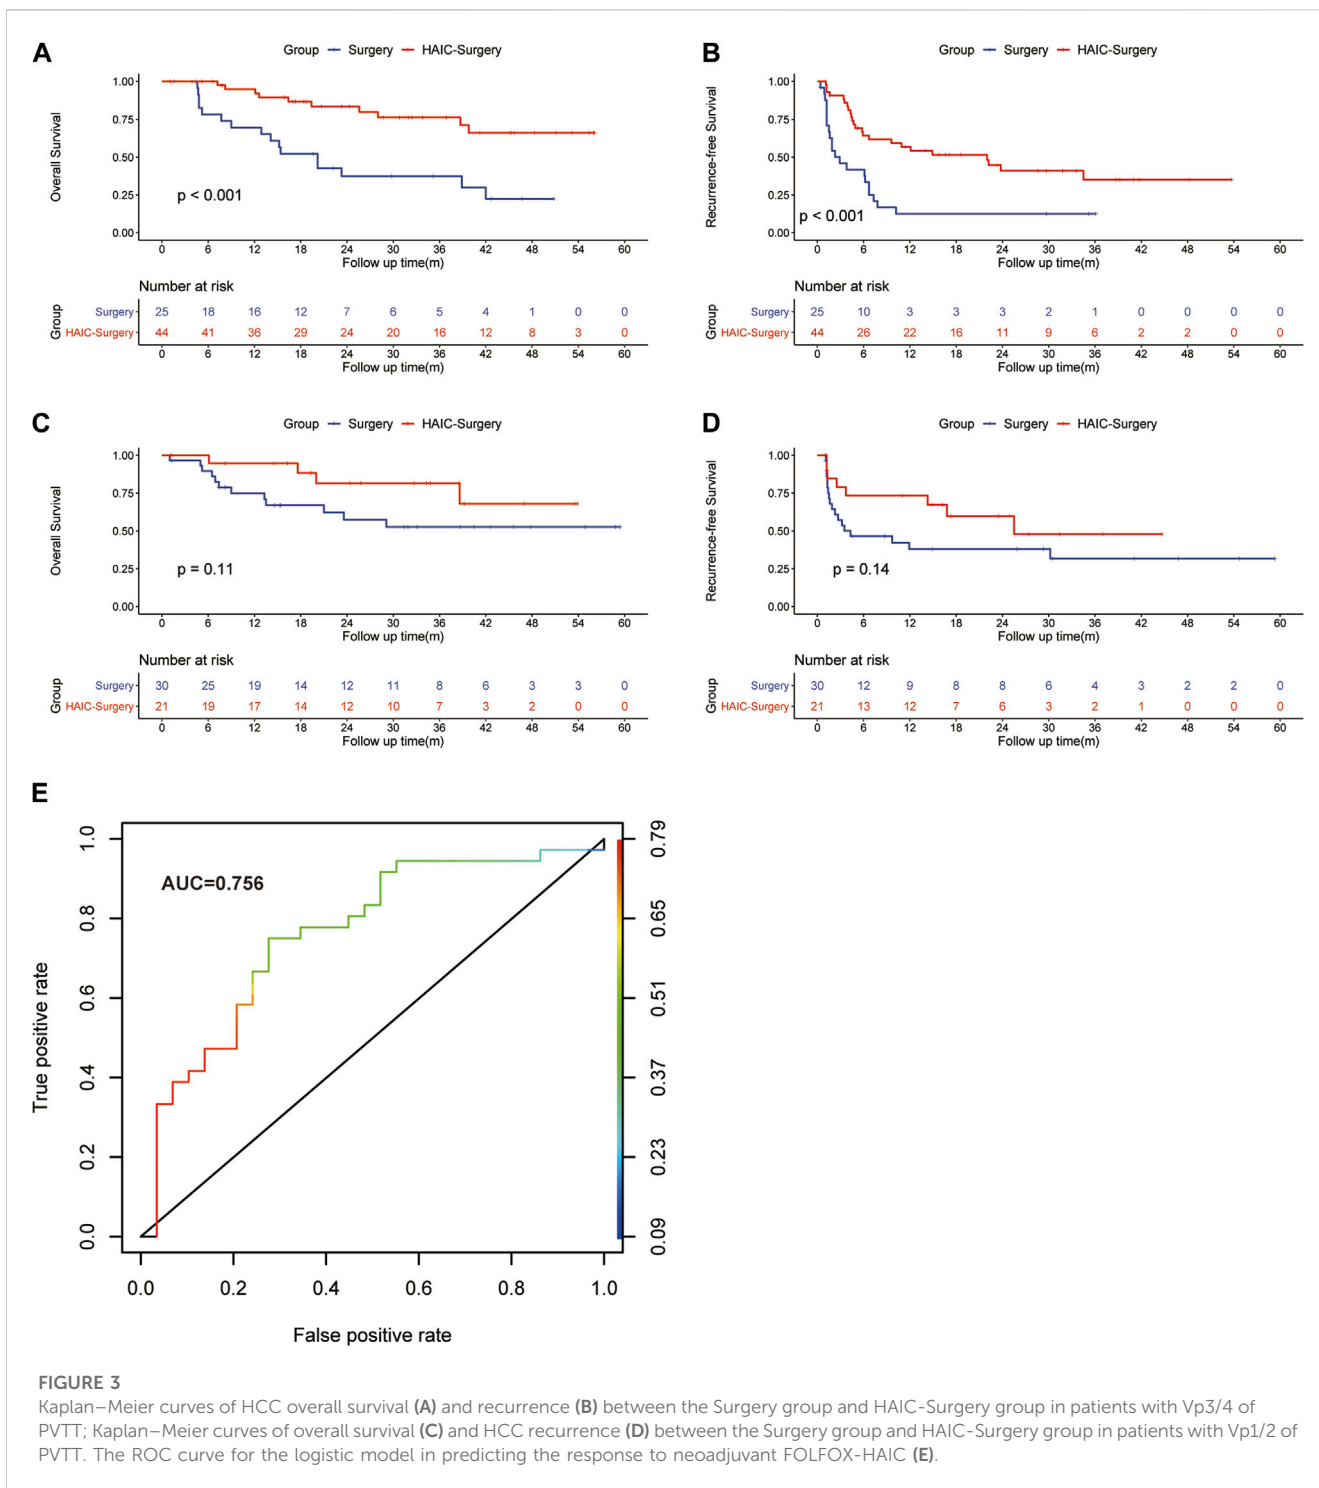 A
Group Surgery HAIC-Surgery
Overall Survival
1.00
0.75
0.50
0.25
0.00
p < 0.001
0 6 12 18 24 30 36 42 48 54 60
Follow up time(m)
Number at risk
Group
Surgery 25 18 16 12 7 6 5 4 1 0 0
HAIC-Surgery 44 41 36 29 24 20 16 12 8 3 0
0 6 12 18 24 30 36 42 48 54 60
Follow up time(m)
B
Group Surgery HAIC-Surgery
Recurrence-free Survival
1.00
0.75
0.50
0.25
0.00
p < 0.001
0 6 12 18 24 30 36 42 48 54 60
Follow up time(m)
Number at risk
Group
Surgery 25 10 3 3 3 2 1 0 0 0 0
HAIC-Surgery 44 26 22 16 11 9 6 2 2 0 0
0 6 12 18 24 30 36 42 48 54 60
Follow up time(m)
C
Group Surgery HAIC-Surgery
Overall Survival
1.00
0.75
0.50
0.25
0.00
p = 0.11
0 6 12 18 24 30 36 42 48 54 60
Follow up time(m)
Number at risk
Group
Surgery 30 25 19 14 12 11 8 6 3 3 0
HAIC-Surgery 21 19 17 14 12 10 7 3 2 0 0
0 6 12 18 24 30 36 42 48 54 60
Follow up time(m)
D
Group Surgery HAIC-Surgery
Recurrence-free Survival
1.00
0.75
0.50
0.25
0.00
p = 0.14
0 6 12 18 24 30 36 42 48 54 60
Follow up time(m)
Number at risk
Group
Surgery 30 12 9 8 8 6 4 3 2 2 0
HAIC-Surgery 21 13 12 7 6 3 2 1 0 0 0
0 6 12 18 24 30 36 42 48 54 60
Follow up time(m)
E
True positive rate
1.0
0.8
0.6
0.4
0.2
0.0
AUC=0.756
0.79
0.65
0.51
0.37
0.23
0.09
0.0 0.2 0.4 0.6 0.8 1.0
False positive rate
FIGURE 3
Kaplan–Meier curves of HCC overall survival (A) and recurrence (B) between the Surgery group and HAIC-Surgery group in patients with Vp3/4 of
PVTT; Kaplan–Meier curves of overall survival (C) and HCC recurrence (D) between the Surgery group and HAIC-Surgery group in patients with Vp1/2 of
PVTT. The ROC curve for the logistic model in predicting the response to neoadjuvant FOLFOX-HAIC (E).